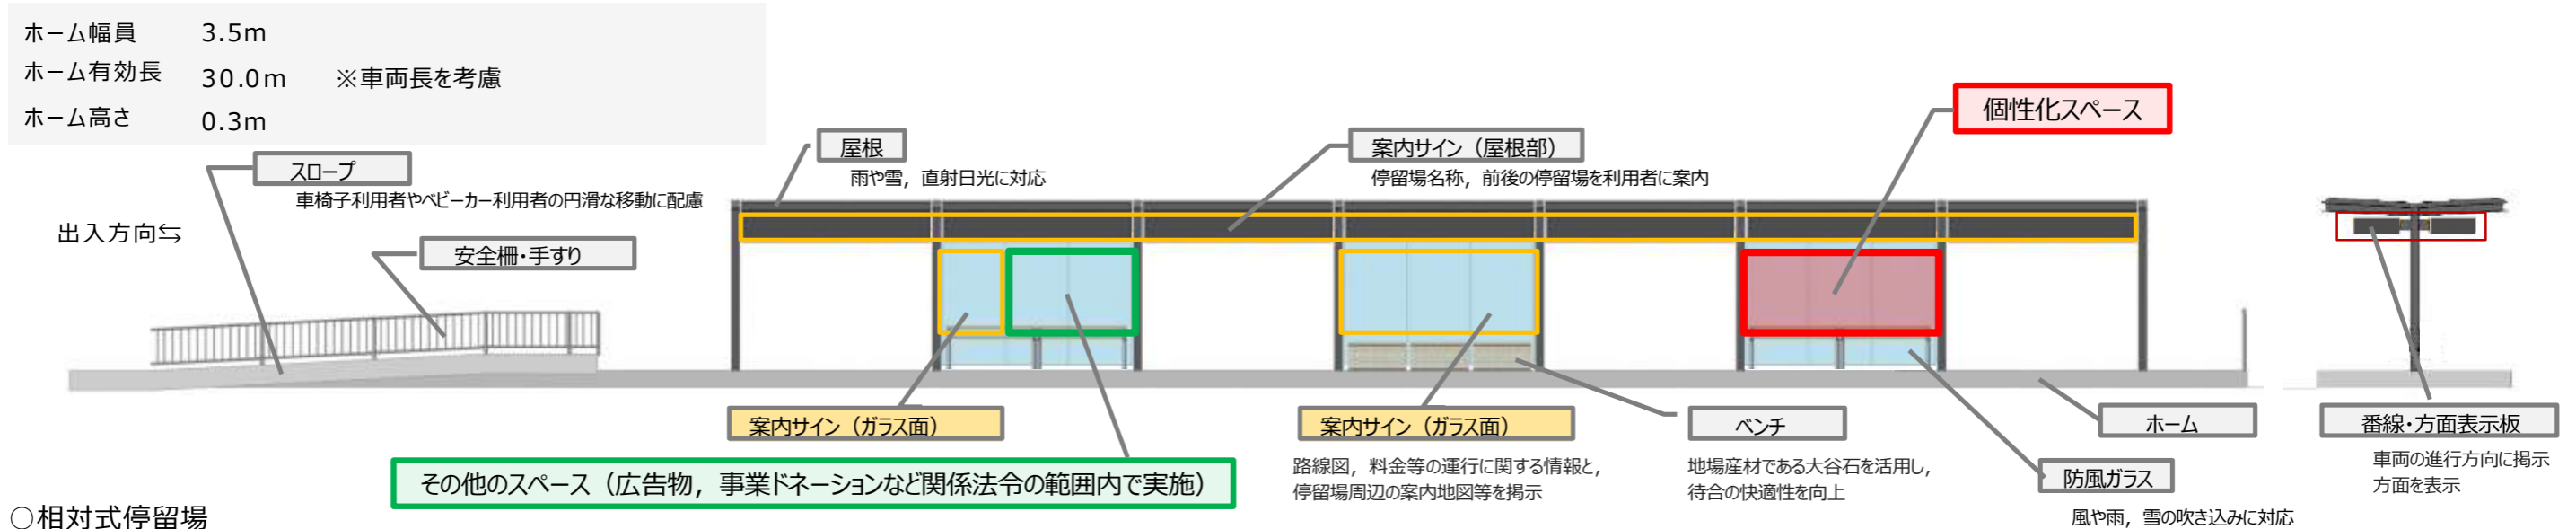 ホーム幅員 3.5m
ホーム有効長 30.0m ※車両長を考慮
ホーム高さ 0.3m
個性化スペース
屋根
雨や雪，直射日光に対応
案内サイン（屋根部）
停留場名称，前後の停留場を利用者に案内
スロープ
車椅子利用者やベビーカー利用者の円滑な移動に配慮
出入方向⇆
安全柵・手すり
案内サイン（ガラス面）
案内サイン（ガラス面）
路線図，料金等の運行に関する情報と，
停留場周辺の案内地図等を掲示
ベンチ
地場産材である大谷石を活用し，
待合の快適性を向上
ホーム
番線・方面表示板
車両の進行方向に掲示
方面を表示
その他のスペース（広告物，事業ドネーションなど関係法令の範囲内で実施）
防風ガラス
風や雨，雪の吹き込みに対応
○相対式停留場